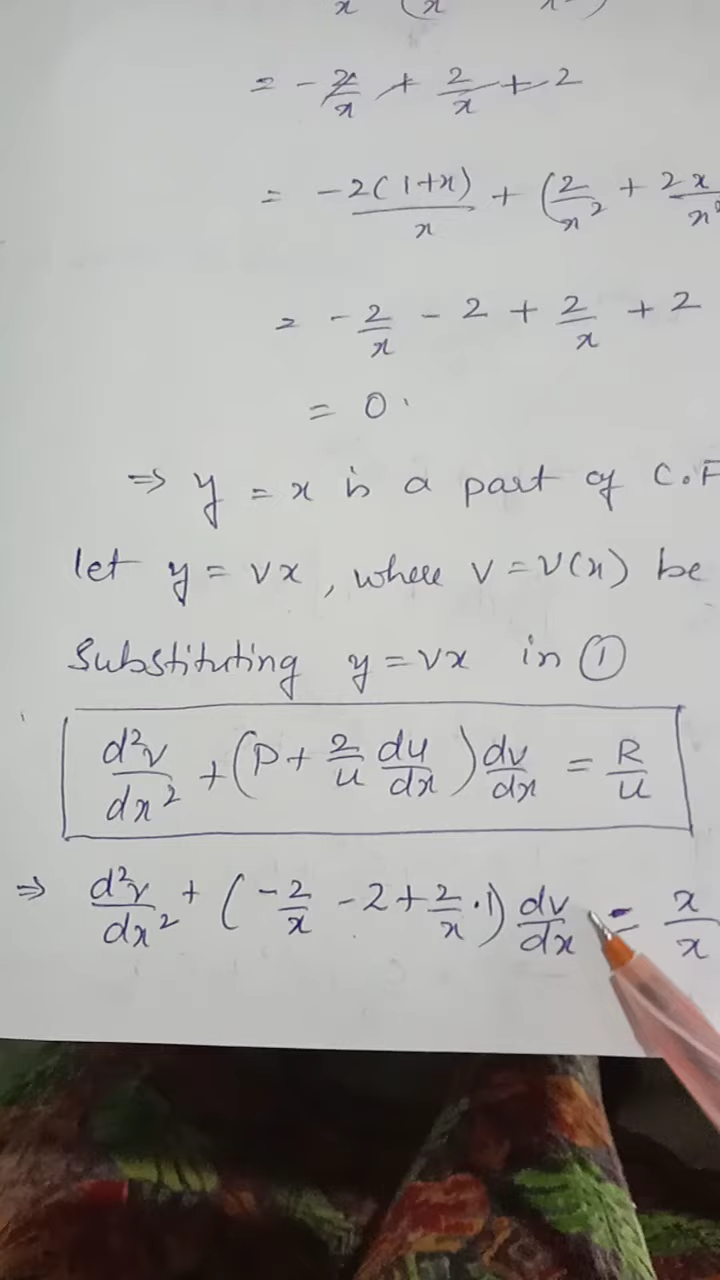 = - 2/x + 2/x + 2
= -2(1+x)/x + (2/x² + 2x/x
= - 2/x - 2 + 2/x + 2
= 0.
⇒ y = x is a part of C.F
let y = vx, where v = v(x) be
Substituting y = vx in ①
d²v/dx² + (P + 2/u du/dx) dv/dx = R/u
⇒ d²v/dx² + (-2/x - 2 + 2/x · 1) dv/dx = x/x